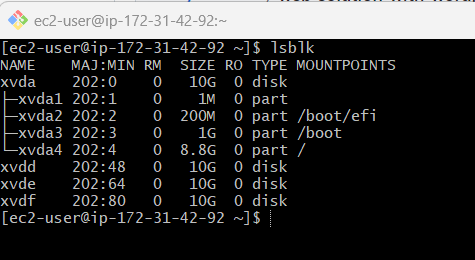 ec2-user@ip-172-31-42-92:~
[ec2-user@ip-172-31-42-92 ~]$ lsblk
NAME    MAJ:MIN RM  SIZE RO TYPE MOUNTPOINTS
xvda    202:0    0   10G  0 disk
├─xvda1 202:1    0    1M  0 part
├─xvda2 202:2    0  200M  0 part /boot/efi
├─xvda3 202:3    0    1G  0 part /boot
└─xvda4 202:4    0  8.8G  0 part /
xvdd    202:48   0   10G  0 disk
xvde    202:64   0   10G  0 disk
xvdf    202:80   0   10G  0 disk
[ec2-user@ip-172-31-42-92 ~]$